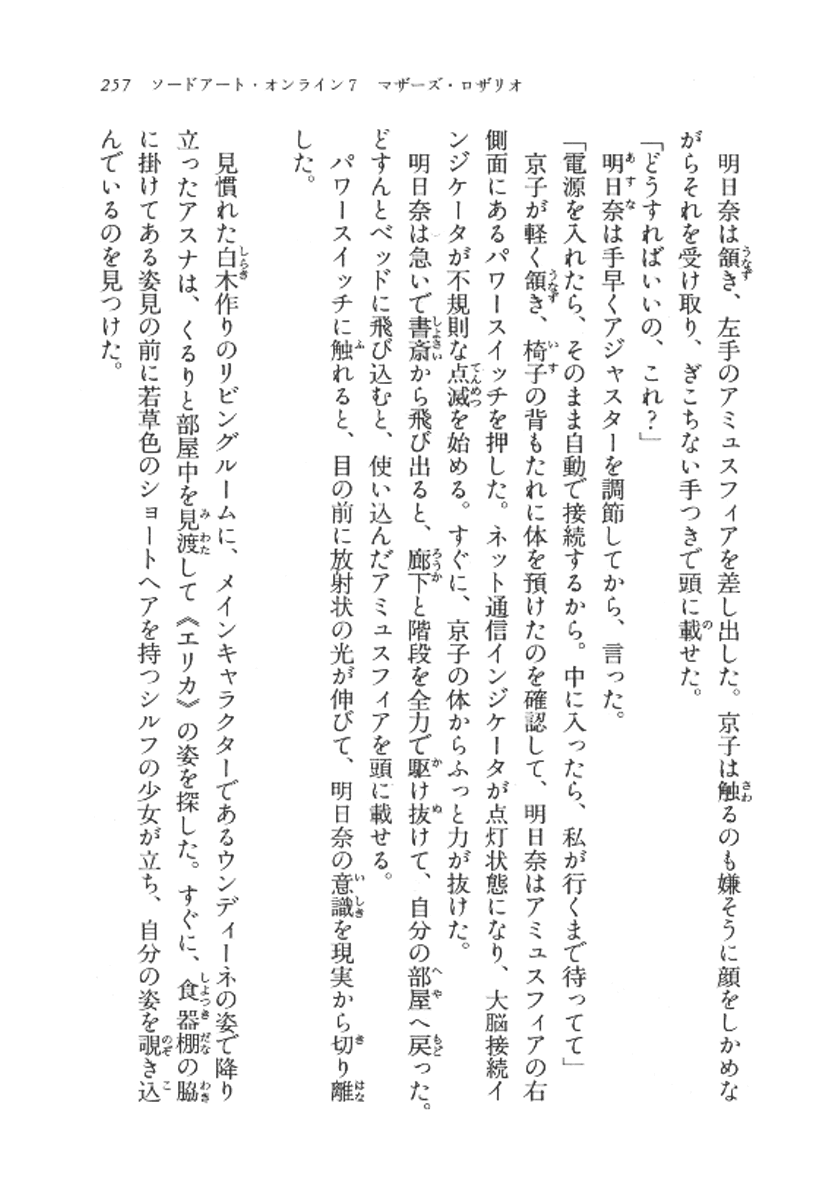 257　ソードアート・オンライン7　マザーズ・ロザリオ
　明日奈は頷き、左手のアミュスフィアを差し出した。京子は触るのも嫌そうに顔をしかめな
がらそれを受け取り、ぎこちない手つきで頭に載せた。
「どうすればいいの、これ？」
　明日奈は手早くアジャスターを調節してから、言った。
「電源を入れたら、そのまま自動で接続するから。中に入ったら、私が行くまで待ってて」
　京子が軽く頷き、椅子の背もたれに体を預けたのを確認して、明日奈はアミュスフィアの右
側面にあるパワースイッチを押した。ネット通信インジケータが点灯状態になり、大脳接続イ
ンジケータが不規則な点滅を始める。すぐに、京子の体からふっと力が抜けた。
　明日奈は急いで書斎から飛び出ると、廊下と階段を全力で駆け抜けて、自分の部屋へ戻った。
どすんとベッドに飛び込むと、使い込んだアミュスフィアを頭に載せる。
　パワースイッチに触れると、目の前に放射状の光が伸びて、明日奈の意識を現実から切り離
した。
　見慣れた白木作りのリビングルームに、メインキャラクターであるウンディーネの姿で降り
立ったアスナは、くるりと部屋中を見渡して《エリカ》の姿を探した。すぐに、食器棚の脇
に掛けてある姿見の前に若草色のショートヘアを持つシルフの少女が立ち、自分の姿を覗き込
んでいるのを見つけた。